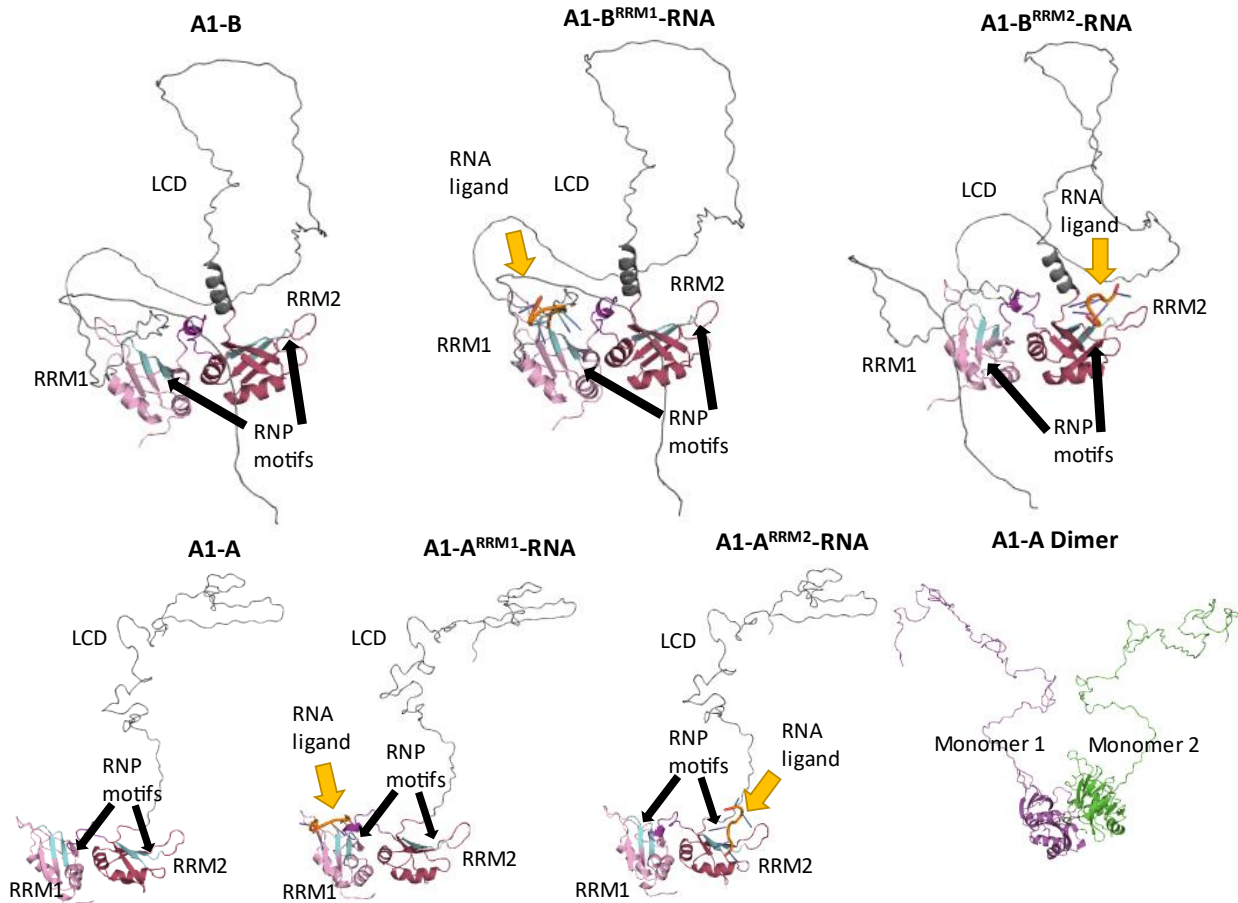 A1-B
LCD
RRM1
RRM2
RNP
motifs
A1-B^RRM1-RNA
RNA
ligand
LCD
RRM2
RRM1
RNP
motifs
A1-B^RRM2-RNA
LCD
RNA
ligand
RRM2
RRM1
RNP
motifs
A1-A
LCD
RNP
motifs
RRM1
RRM2
A1-A^RRM1-RNA
LCD
RNA
ligand
RNP
motifs
RRM2
RRM1
A1-A^RRM2-RNA
LCD
RNP
motifs
RNA
ligand
RRM2
RRM1
A1-A Dimer
Monomer 1
Monomer 2